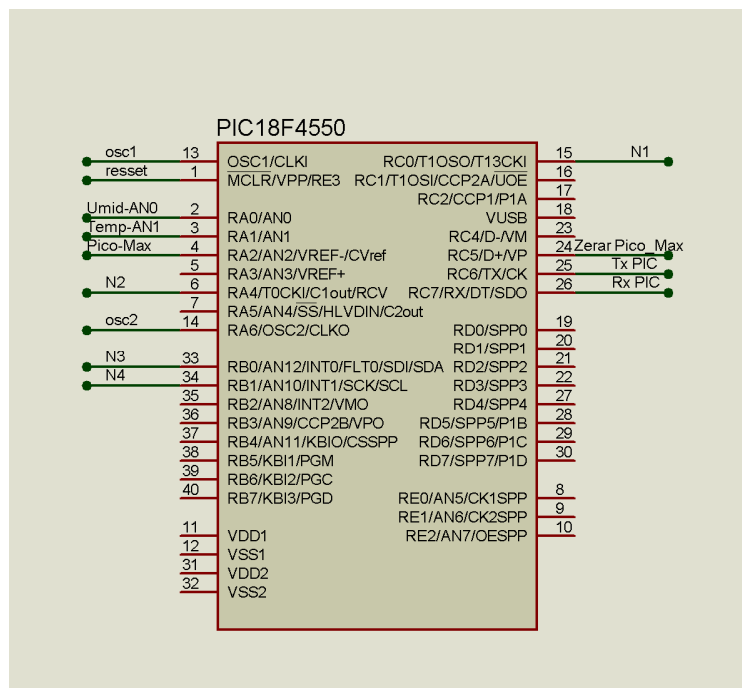 PIC18F4550
osc1 13 OSC1/CLKI RC0/T1OSO/T13CKI 15 N1
resset 1 MCLR/VPP/RE3 RC1/T1OSI/CCP2A/UOE 16
RC2/CCP1/P1A 17
Umid-AN0 2 RA0/AN0 VUSB 18
Temp-AN1 3 RA1/AN1 RC4/D-/VM 23
Pico-Max 4 RA2/AN2/VREF-/CVref RC5/D+/VP 24 Zerar Pico_Max
5 RA3/AN3/VREF+ RC6/TX/CK 25 Tx PIC
N2 6 RA4/T0CKI/C1out/RCV RC7/RX/DT/SDO 26 Rx PIC
7 RA5/AN4/SS/HLVDIN/C2out
osc2 14 RA6/OSC2/CLKO RD0/SPP0 19
RD1/SPP1 20
N3 33 RB0/AN12/INT0/FLT0/SDI/SDA RD2/SPP2 21
N4 34 RB1/AN10/INT1/SCK/SCL RD3/SPP3 22
35 RB2/AN8/INT2/VMO RD4/SPP4 27
36 RB3/AN9/CCP2B/VPO RD5/SPP5/P1B 28
37 RB4/AN11/KBI0/CSSPP RD6/SPP6/P1C 29
38 RB5/KBI1/PGM RD7/SPP7/P1D 30
39 RB6/KBI2/PGC
40 RB7/KBI3/PGD RE0/AN5/CK1SPP 8
RE1/AN6/CK2SPP 9
11 VDD1 RE2/AN7/OESPP 10
12 VSS1
31 VDD2
32 VSS2